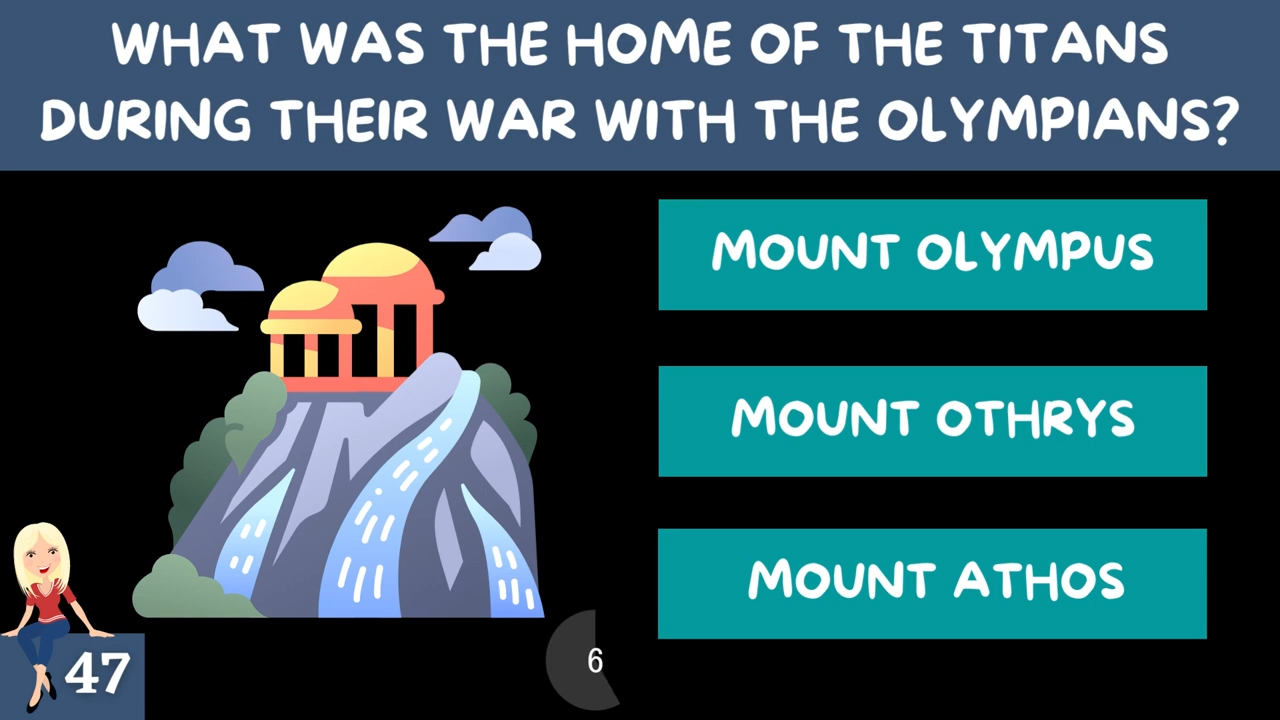 WHAT WAS THE HOME OF THE TITANS
DURING THEIR WAR WITH THE OLYMPIANS?
MOUNT OLYMPUS
MOUNT OTHRYS
MOUNT ATHOS
47
6